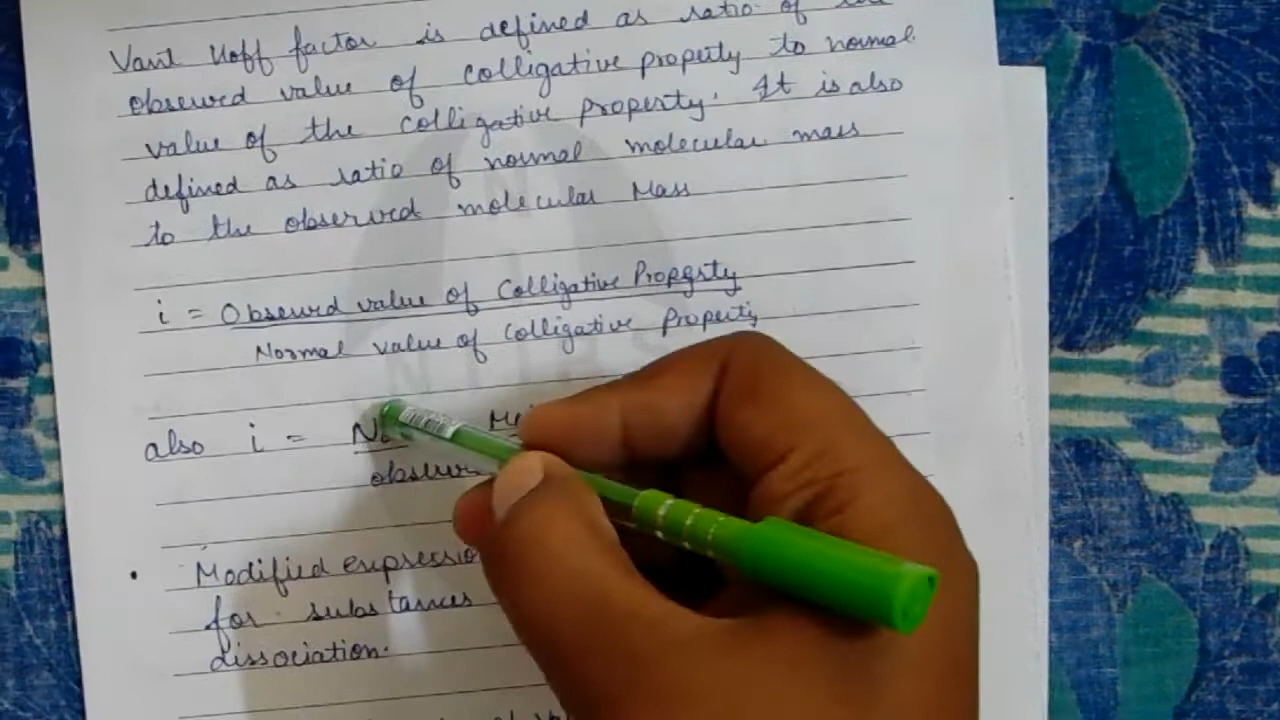 Vant Hoff factor is defined as ratio of
observed value of colligative property to normal
value of the colligative property. It is also
defined as ratio of normal molecular mass
to the observed molecular Mass
i = Observed value of Colligative Property
Normal value of Colligative Property
also i =
Modified expression
for substances
dissociation.